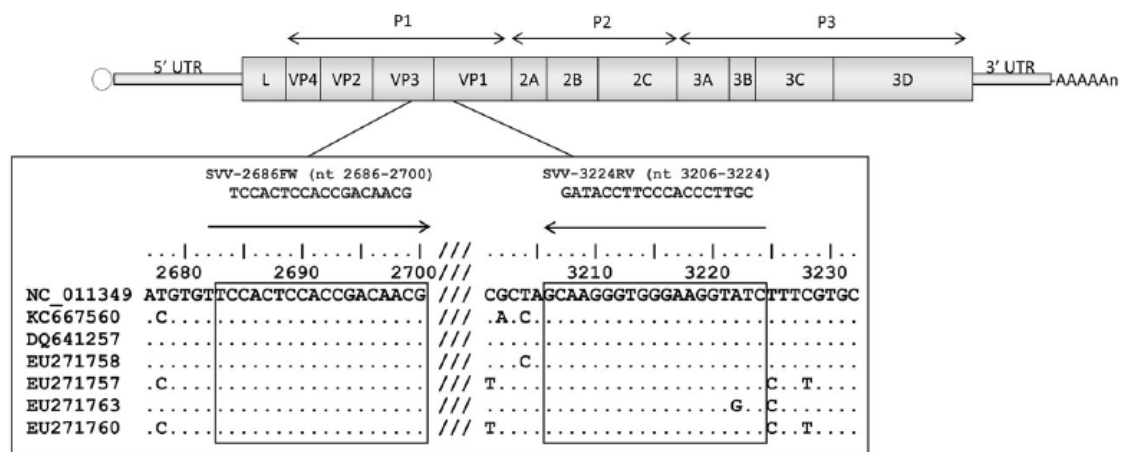 P1 P2 P3
5' UTR L VP4 VP2 VP3 VP1 2A 2B 2C 3A 3B 3C 3D 3' UTR -AAAAAn
SVV-2686FW (nt 2686-2700) SVV-3224RV (nt 3206-3224)
TCCACTCCACCGACAACG GATACCTTCCCACCCTTGC
...|....|....|....|....| /// ....|....|....|....|....|....|..
///
2680 2690 2700 /// 3210 3220 3230
NC_011349 ATGTGTTCCACTCCACCGACAACG /// CGCTAGCAAGGGTGGGAAGGTATCTTTCGTGC
KC667560 .C...................... /// .A.C............................
DQ641257 ........................ /// ................................
EU271758 ........................ /// ...C............................
EU271757 .C...................... /// T.......................C..T....
EU271763 ........................ /// .....................G..C.......
EU271760 .C...................... /// T.......................C..T....